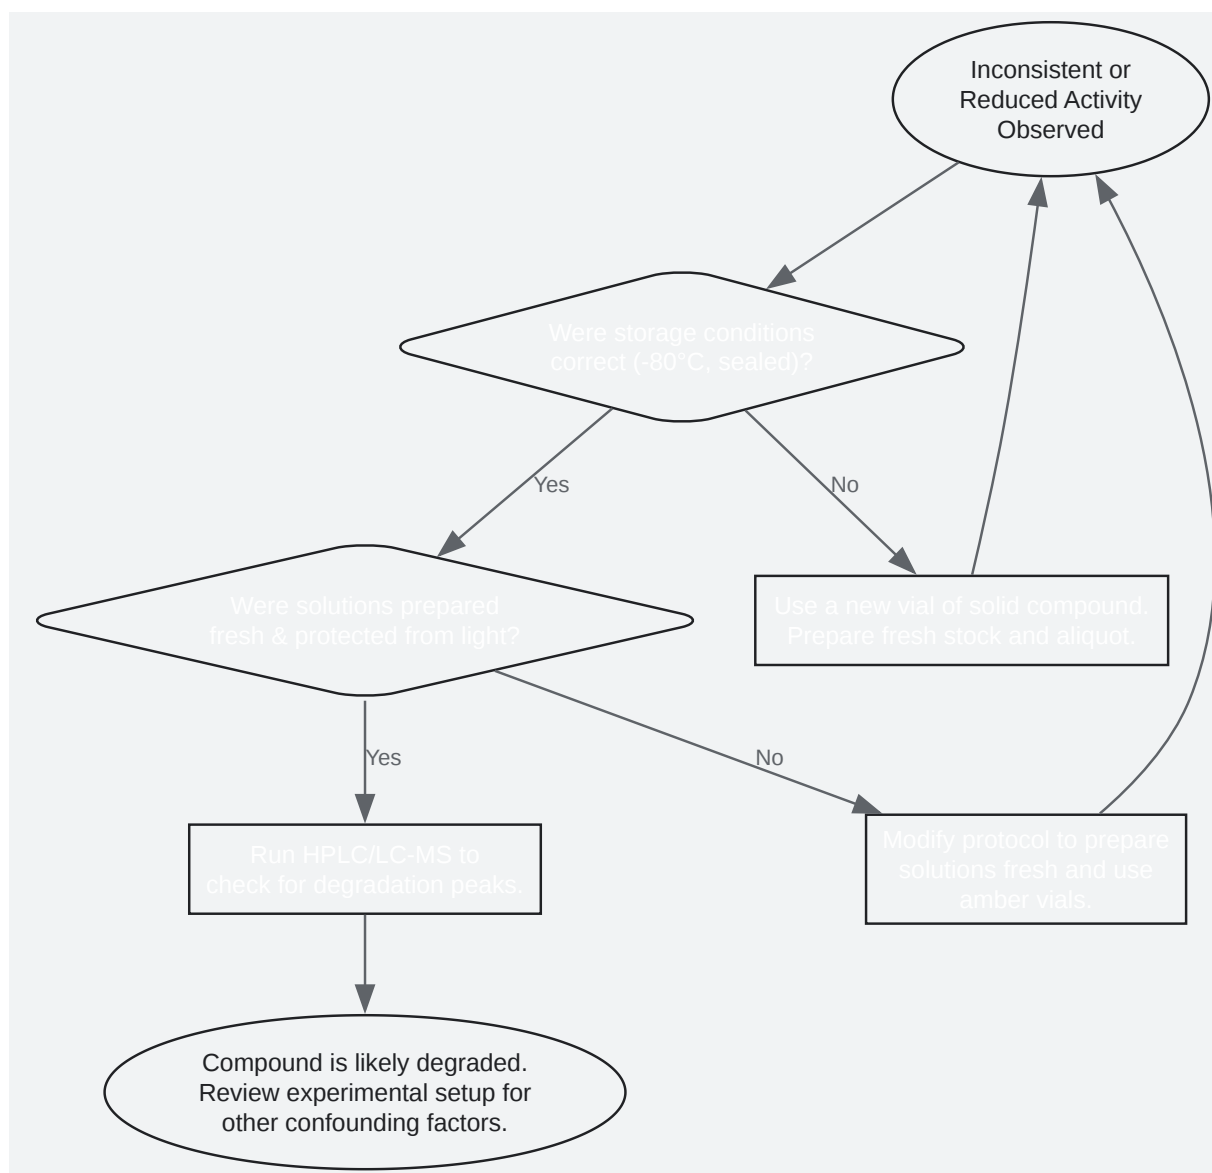 Inconsistent or
Reduced Activity
Observed
Were storage conditions
correct (-80°C, sealed)?
Yes
No
Were solutions prepared
fresh & protected from light?
Use a new vial of solid compound.
Prepare fresh stock and aliquot.
Yes
No
Run HPLC/LC-MS to
check for degradation peaks.
Modify protocol to prepare
solutions fresh and use
amber vials.
Compound is likely degraded.
Review experimental setup for
other confounding factors.